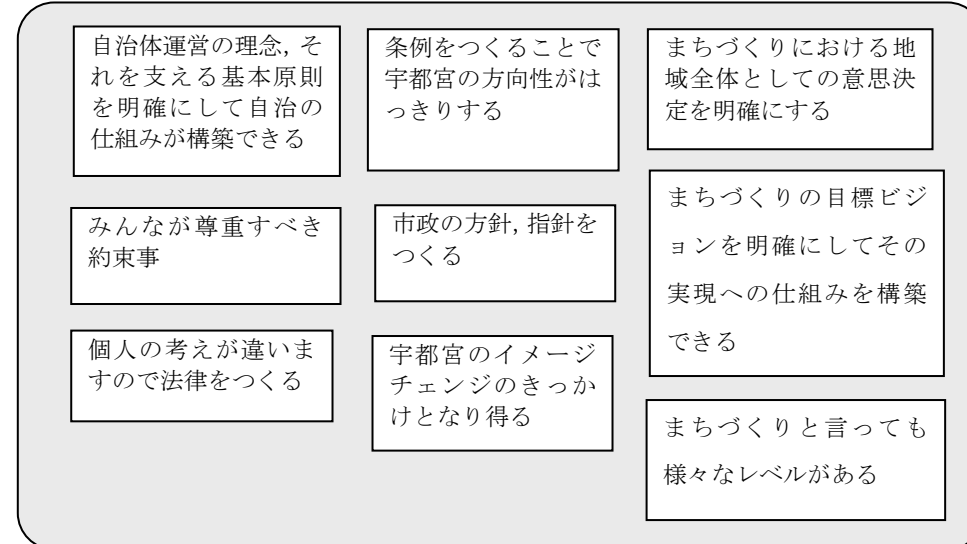 自治体運営の理念，そ
れを支える基本原則
を明確にして自治の
仕組みが構築できる
みんなが尊重すべき
約束事
個人の考えが違いま
すので法律をつくる
条例をつくることで
宇都宮の方向性がは
っきりする
市政の方針，指針を
つくる
宇都宮のイメージ
チェンジのきっか
けとなり得る
まちづくりにおける地
域全体としての意思決
定を明確にする
まちづくりの目標ビジ
ョンを明確にしてその
実現への仕組みを構築
できる
まちづくりと言っても
様々なレベルがある